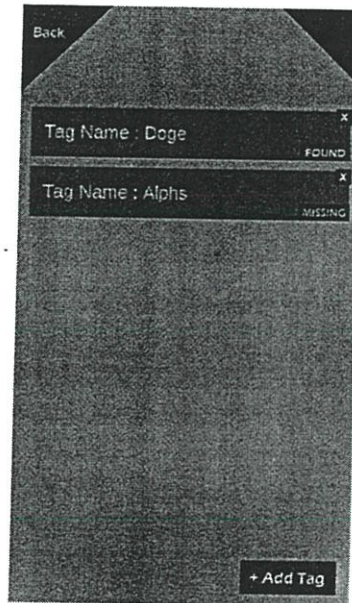 Back
x
Tag Name : Doge
FOUND
x
Tag Name : Alphs
MISSING
+ Add Tag